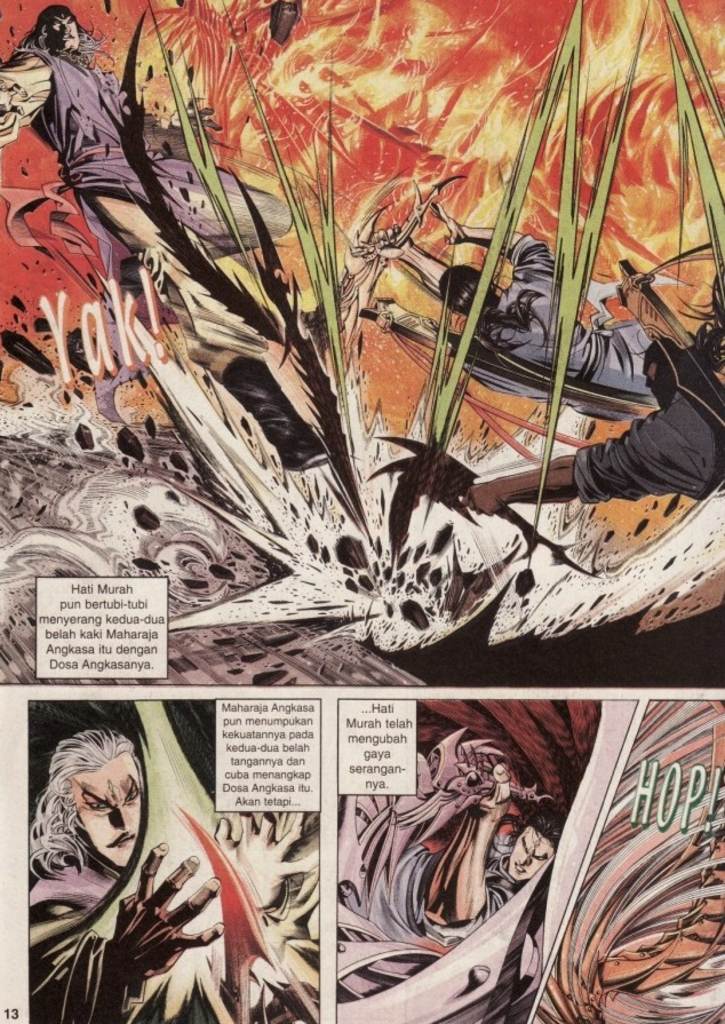 Yak!
Hati Murah
pun bertubi-tubi
menyerang kedua-dua
belah kaki Maharaja
Angkasa itu dengan
Dosa Angkasanya.
Maharaja Angkasa
pun menumpukan
kekuatannya pada
kedua-dua belah
tangannya dan
cuba menangkap
Dosa Angkasa itu.
Akan tetapi...
...Hati
Murah telah
mengubah
gaya
serangan-
nya.
HOP!
13